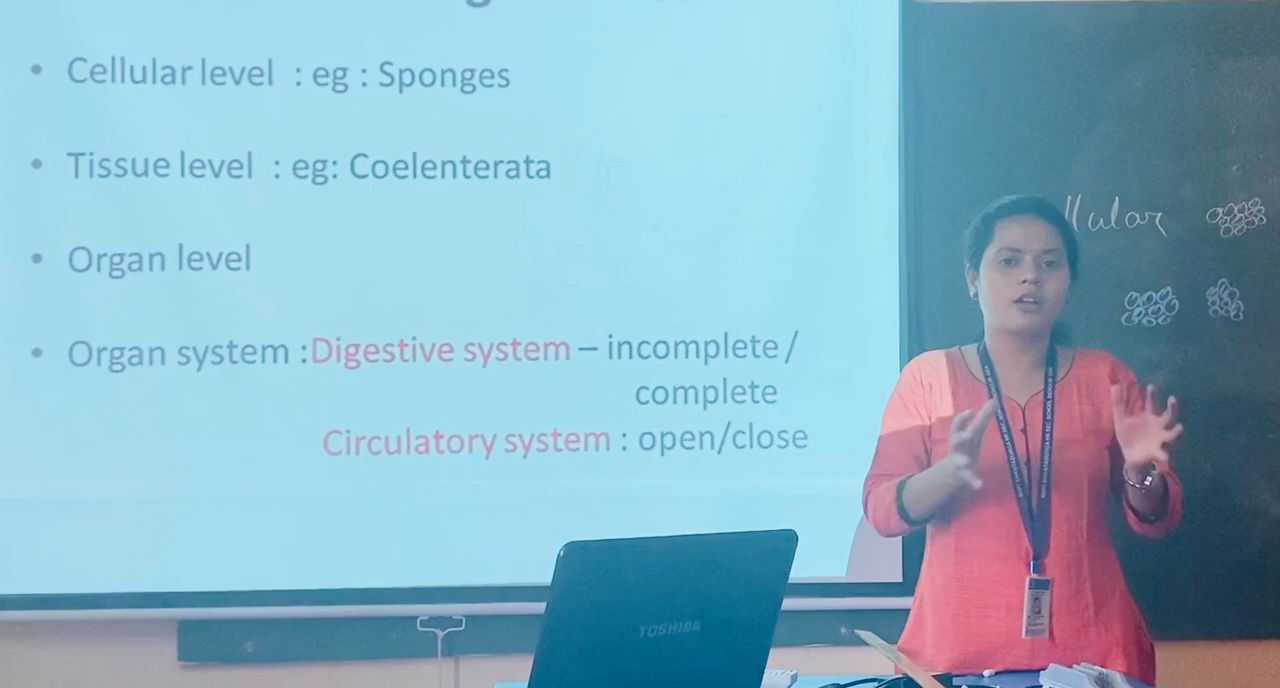 • Cellular level : eg : Sponges
• Tissue level : eg: Coelenterata
• Organ level
• Organ system :Digestive system – incomplete /
complete
Circulatory system : open/close
llular
TOSHIBA